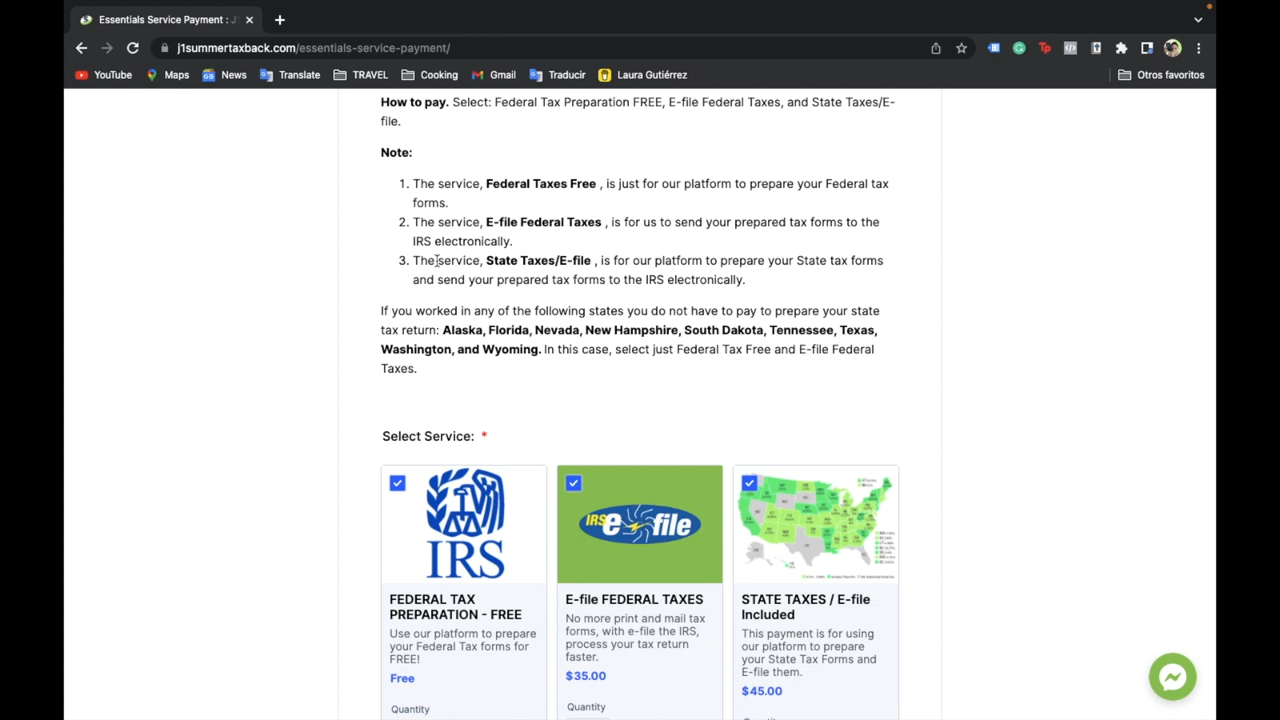 Essentials Service Payment : J
j1summertaxback.com/essentials-service-payment/
YouTube Maps News Translate TRAVEL Cooking Gmail Traducir Laura Gutiérrez Otros favoritos
How to pay. Select: Federal Tax Preparation FREE, E-file Federal Taxes, and State Taxes/E-
file.
Note:
1. The service, Federal Taxes Free , is just for our platform to prepare your Federal tax
forms.
2. The service, E-file Federal Taxes , is for us to send your prepared tax forms to the
IRS electronically.
3. The service, State Taxes/E-file , is for our platform to prepare your State tax forms
and send your prepared tax forms to the IRS electronically.
If you worked in any of the following states you do not have to pay to prepare your state
tax return: Alaska, Florida, Nevada, New Hampshire, South Dakota, Tennessee, Texas,
Washington, and Wyoming. In this case, select just Federal Tax Free and E-file Federal
Taxes.
Select Service: *
IRS
IRS e file
FEDERAL TAX
PREPARATION - FREE
Use our platform to prepare
your Federal Tax forms for
FREE!
Free
Quantity
E-file FEDERAL TAXES
No more print and mail tax
forms, with e-file the IRS,
process your tax return
faster.
$35.00
Quantity
STATE TAXES / E-file
Included
This payment is for using
our platform to prepare
your State Tax Forms and
E-file them.
$45.00